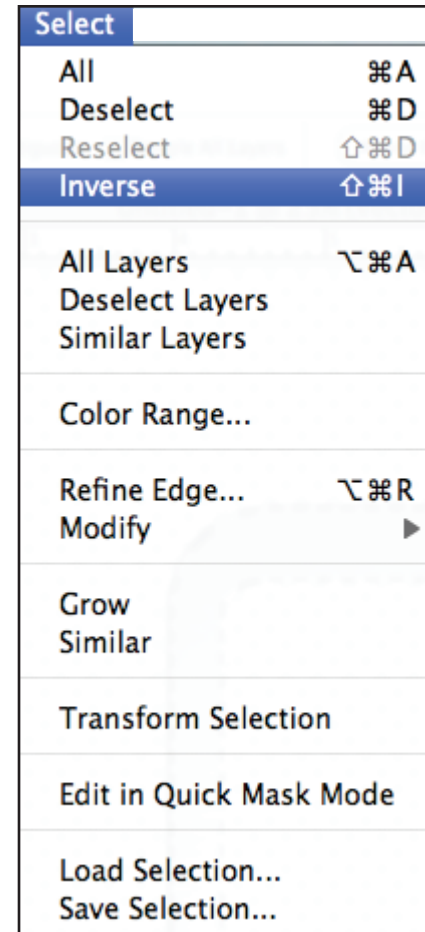 Select
All ⌘A
Deselect ⌘D
Reselect ⇧⌘D
Inverse ⇧⌘I
All Layers ⌥⌘A
Deselect Layers
Similar Layers
Color Range...
Refine Edge... ⌥⌘R
Modify ▶
Grow
Similar
Transform Selection
Edit in Quick Mask Mode
Load Selection...
Save Selection...